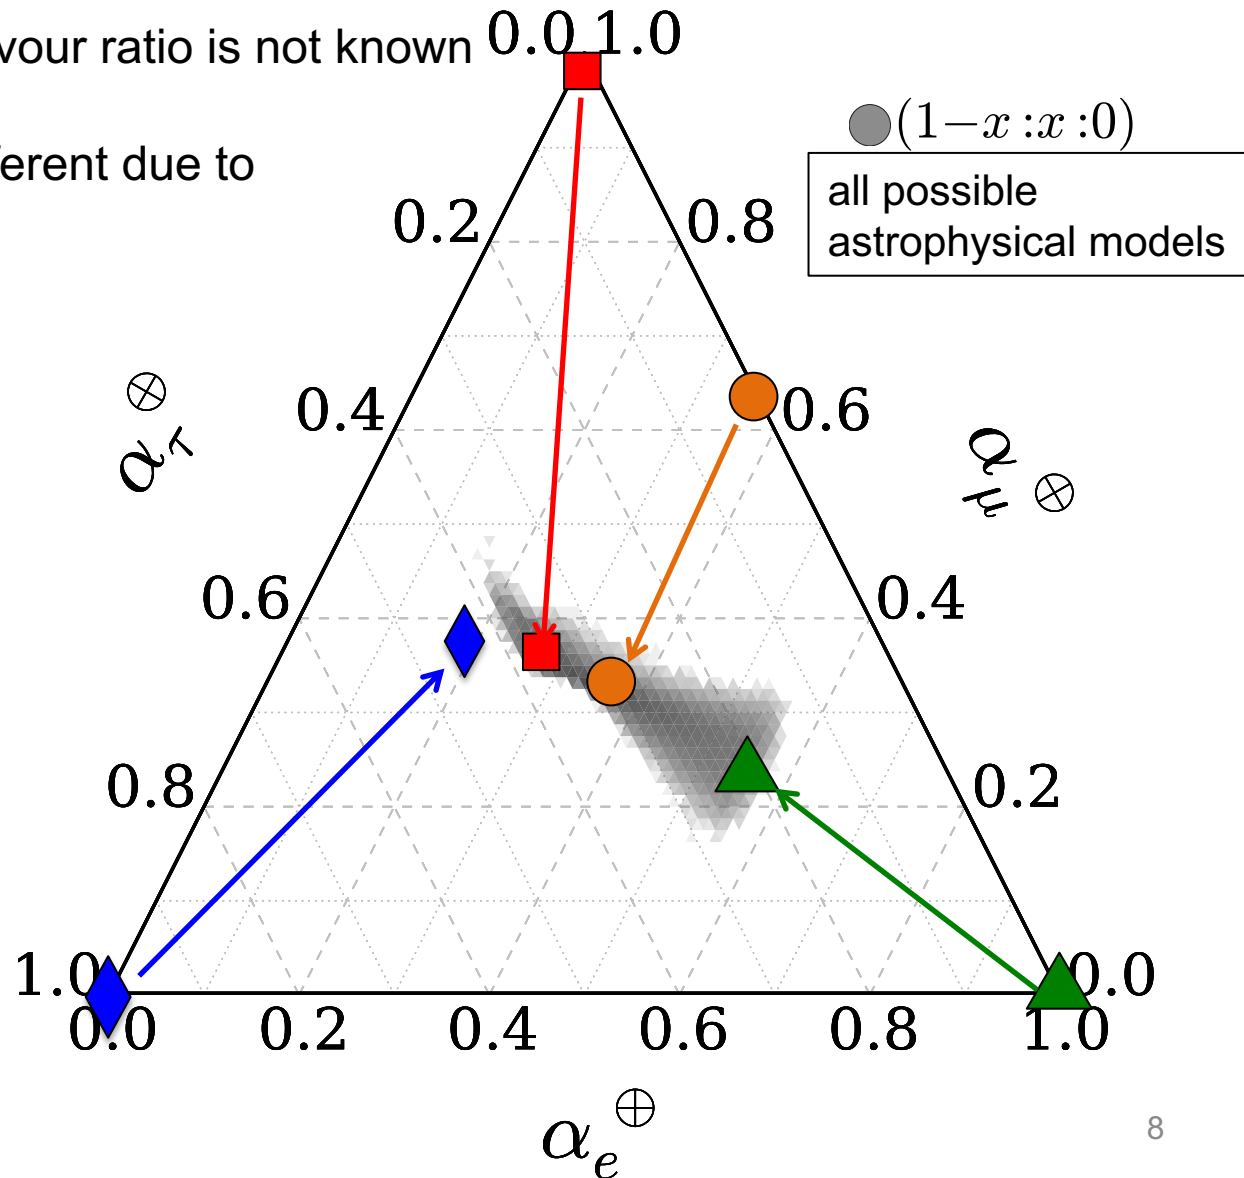 vour ratio is not known
ferent due to
0.0 1.0
(1−x:x:0)
all possible
astrophysical models
0.2 0.8
0.4 0.6
α_τ^⊕
α_μ^⊕
0.6 0.4
0.8 0.2
1.0 0.0
0.0 0.2 0.4 0.6 0.8 1.0
α_e^⊕
8